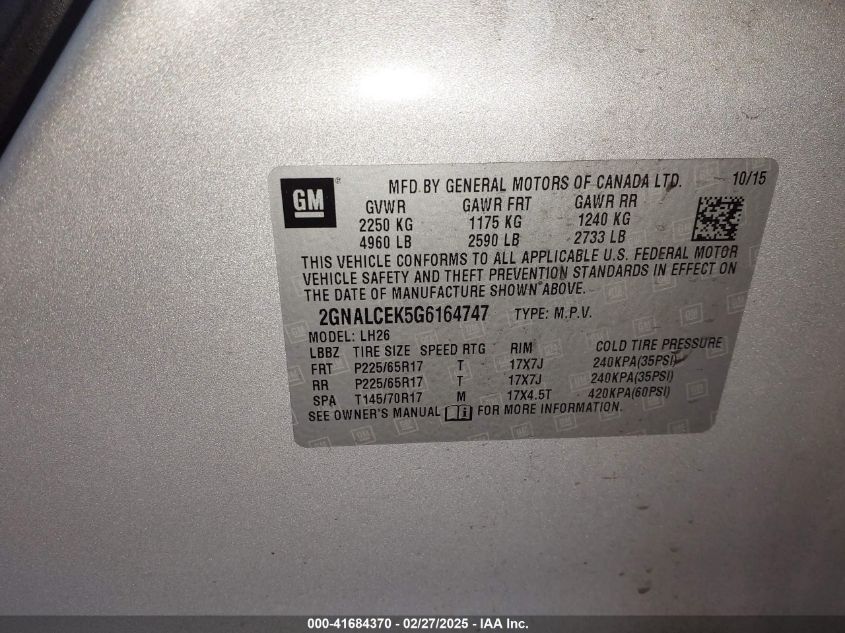 GM ® MFD BY GENERAL MOTORS OF CANADA LTD. 10/15
GVWR GAWR FRT GAWR RR
2250 KG 1175 KG 1240 KG
4960 LB 2590 LB 2733 LB
THIS VEHICLE CONFORMS TO ALL APPLICABLE U.S. FEDERAL MOTOR
VEHICLE SAFETY AND THEFT PREVENTION STANDARDS IN EFFECT ON
THE DATE OF MANUFACTURE SHOWN ABOVE.
2GNALCEK5G6164747 TYPE: M.P.V.
MODEL: LH26
LBBZ TIRE SIZE SPEED RTG RIM COLD TIRE PRESSURE
FRT P225/65R17 T 17X7J 240KPA(35PSI)
RR P225/65R17 T 17X7J 240KPA(35PSI)
SPA T145/70R17 M 17X4.5T 420KPA(60PSI)
SEE OWNER'S MANUAL FOR MORE INFORMATION.
000-41684370 - 02/27/2025 - IAA Inc.